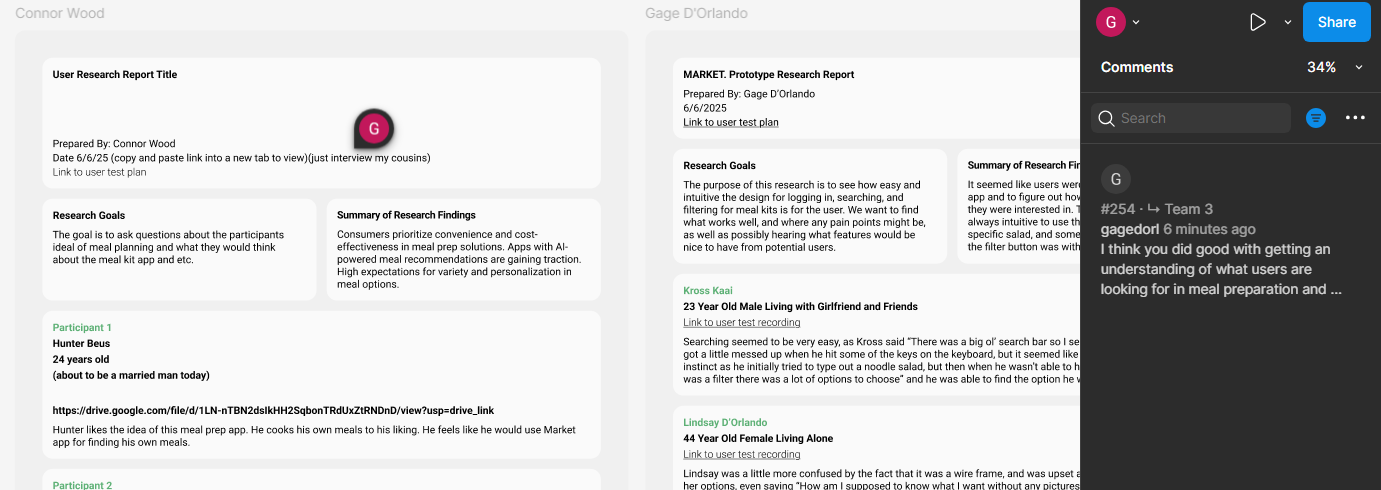 Connor Wood
User Research Report Title
G
Prepared By: Connor Wood
Date 6/6/25 (copy and paste link into a new tab to view)(just interview my cousins)
Link to user test plan
Research Goals
The goal is to ask questions about the participants
ideal of meal planning and what they would think
about the meal kit app and etc.
Summary of Research Findings
Consumers prioritize convenience and cost-
effectiveness in meal prep solutions. Apps with AI-
powered meal recommendations are gaining traction.
High expectations for variety and personalization in
meal options.
Participant 1
Hunter Beus
24 years old
(about to be a married man today)
https://drive.google.com/file/d/1LN-nTBN2dsIkHH2SqbonTRdUxZtRNDnD/view?usp=drive_link
Hunter likes the idea of this meal prep app. He cooks his own meals to his liking. He feels like he would use Market
app for finding his own meals.
Participant 2
Gage D'Orlando
MARKET. Prototype Research Report
Prepared By: Gage D'Orlando
6/6/2025
Link to user test plan
Research Goals
The purpose of this research is to see how easy and
intuitive the design for logging in, searching, and
filtering for meal kits is for the user. We want to find
what works well, and where any pain points might be,
as well as possibly hearing what features would be
nice to have from potential users.
Summary of Research Fin
It seemed like users were
app and to figure out how
they were interested in. T
always intuitive to use th
specific salad, and some
the filter button was with
Kross Kaai
23 Year Old Male Living with Girlfriend and Friends
Link to user test recording
Searching seemed to be very easy, as Kross said “There was a big ol’ search bar so I se
got a little messed up when he hit some of the keys on the keyboard, but it seemed like
instinct as he initially tried to type out a noodle salad, but then when he wasn’t able to h
was a filter there was a lot of options to choose” and he was able to find the option he w
Lindsay D’Orlando
44 Year Old Female Living Alone
Link to user test recording
Lindsay was a little more confused by the fact that it was a wire frame, and was upset a
her options, even saying “How am I supposed to know what I want without any pictures
G
Share
Comments
34%
Search
G
#254 · ↳ Team 3
gagedorl 6 minutes ago
I think you did good with getting an
understanding of what users are
looking for in meal preparation and ...